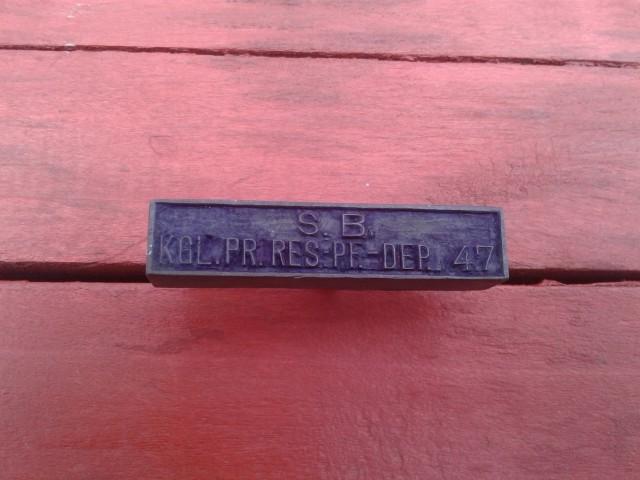 S. B.
KGL. PR. RES.-PF.-DEP. 47